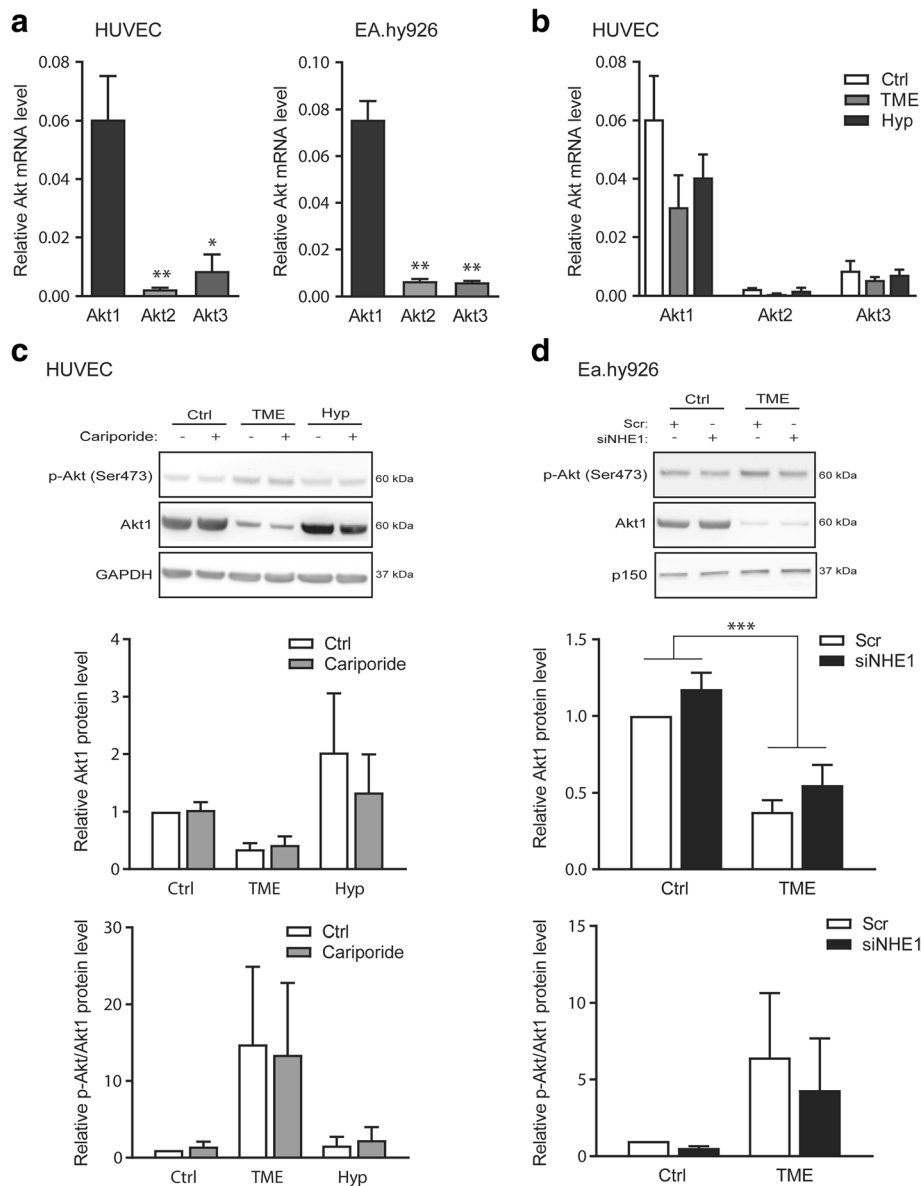 a
HUVEC
Relative Akt mRNA level
0.08
0.06
0.04
0.02
0.00
**
*
Akt1 Akt2 Akt3
EA.hy926
Relative Akt mRNA level
0.10
0.08
0.06
0.04
0.02
0.00
** **
Akt1 Akt2 Akt3
b
HUVEC
Relative Akt mRNA level
0.08
0.06
0.04
0.02
0.00
Ctrl
TME
Hyp
Akt1 Akt2 Akt3
c
HUVEC
Ctrl TME Hyp
Cariporide: - + - + - +
p-Akt (Ser473) 60 kDa
Akt1 60 kDa
GAPDH 37 kDa
Relative Akt1 protein level
4
3
2
1
0
Ctrl
Cariporide
Ctrl TME Hyp
Relative p-Akt/Akt1 protein level
30
20
10
0
Ctrl
Cariporide
Ctrl TME Hyp
d
Ea.hy926
Ctrl TME
Scr: + - + -
siNHE1: - + - +
p-Akt (Ser473) 60 kDa
Akt1 60 kDa
p150 37 kDa
Relative Akt1 protein level
1.5
1.0
0.5
0.0
***
Scr
siNHE1
Ctrl TME
Relative p-Akt/Akt1 protein level
15
10
5
0
Scr
siNHE1
Ctrl TME